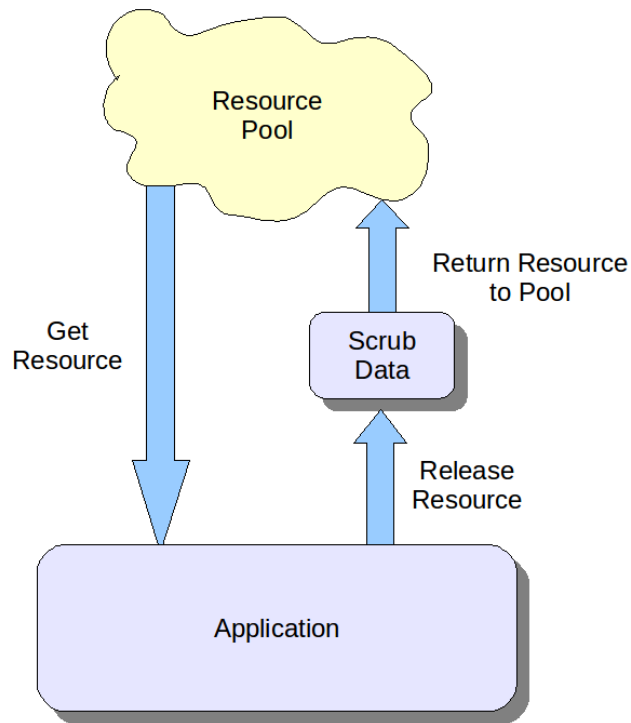 Resource
Pool
Get
Resource
Return Resource
to Pool
Scrub
Data
Release
Resource
Application